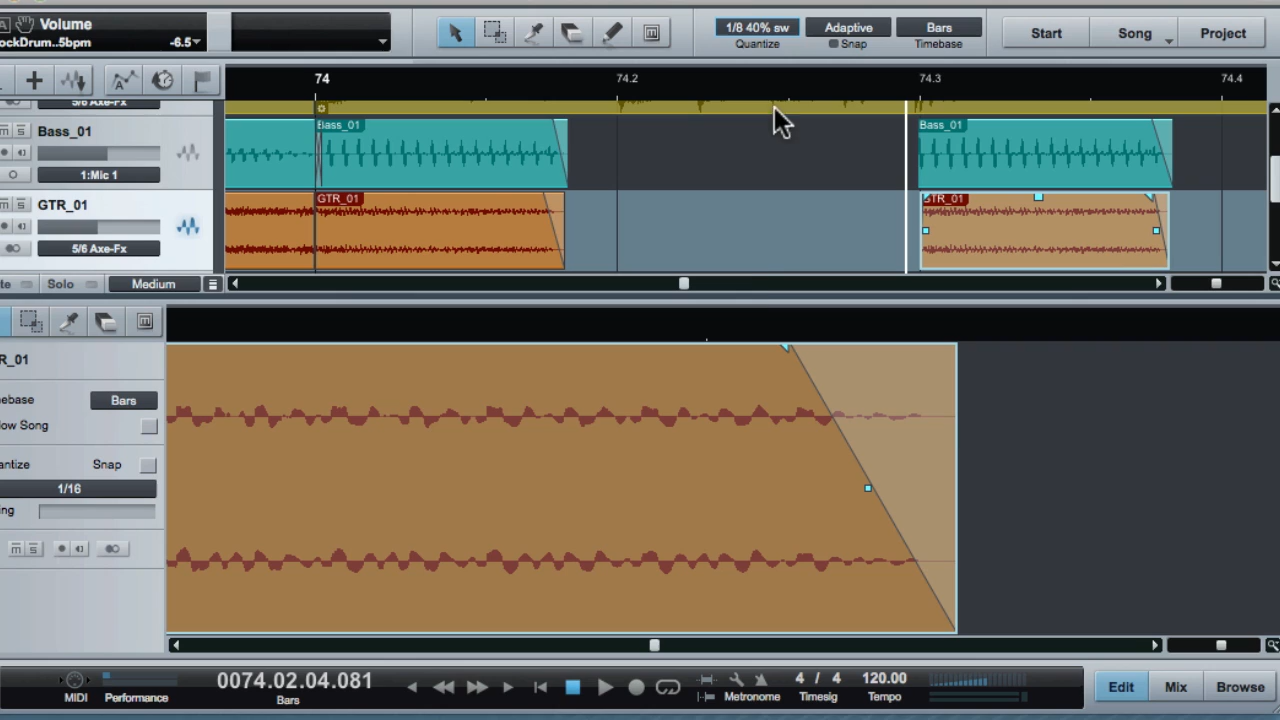 A Volume
ockDrum..5bpm -6.5
1/8 40% sw Adaptive Bars
Quantize Snap Timebase
Start Song Project
74 74.2 74.3 74.4
5/6 Axe-Fx
m s Bass_01
1:Mic 1
Bass_01 Bass_01
m s GTR_01
5/6 Axe-Fx
GTR_01 GTR_01
te Solo Medium
R_01
ebase Bars
ow Song
antize Snap
1/16
ng
m s
MIDI Performance
0074.02.04.081
Bars
Metronome
4 / 4
Timesig
120.00
Tempo
Edit Mix Browse